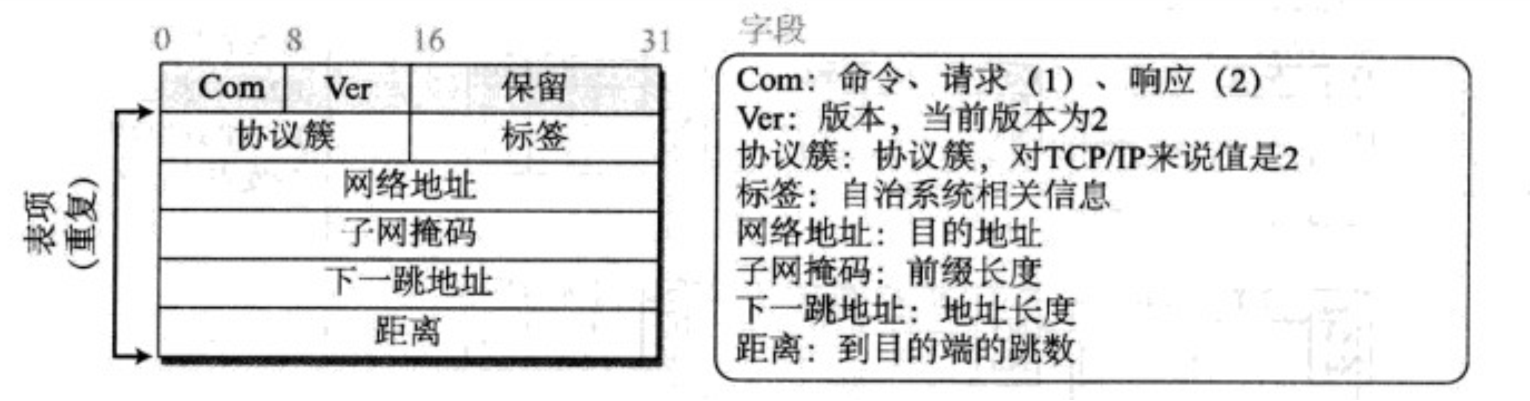 0 8 16 31
Com Ver 保留
协议簇 标签
网络地址
子网掩码
下一跳地址
距离
表项
(重复)
字段
Com：命令、请求（1）、响应（2）
Ver：版本，当前版本为2
协议簇：协议簇，对TCP/IP来说值是2
标签：自治系统相关信息
网络地址：目的地址
子网掩码：前缀长度
下一跳地址：地址长度
距离：到目的端的跳数